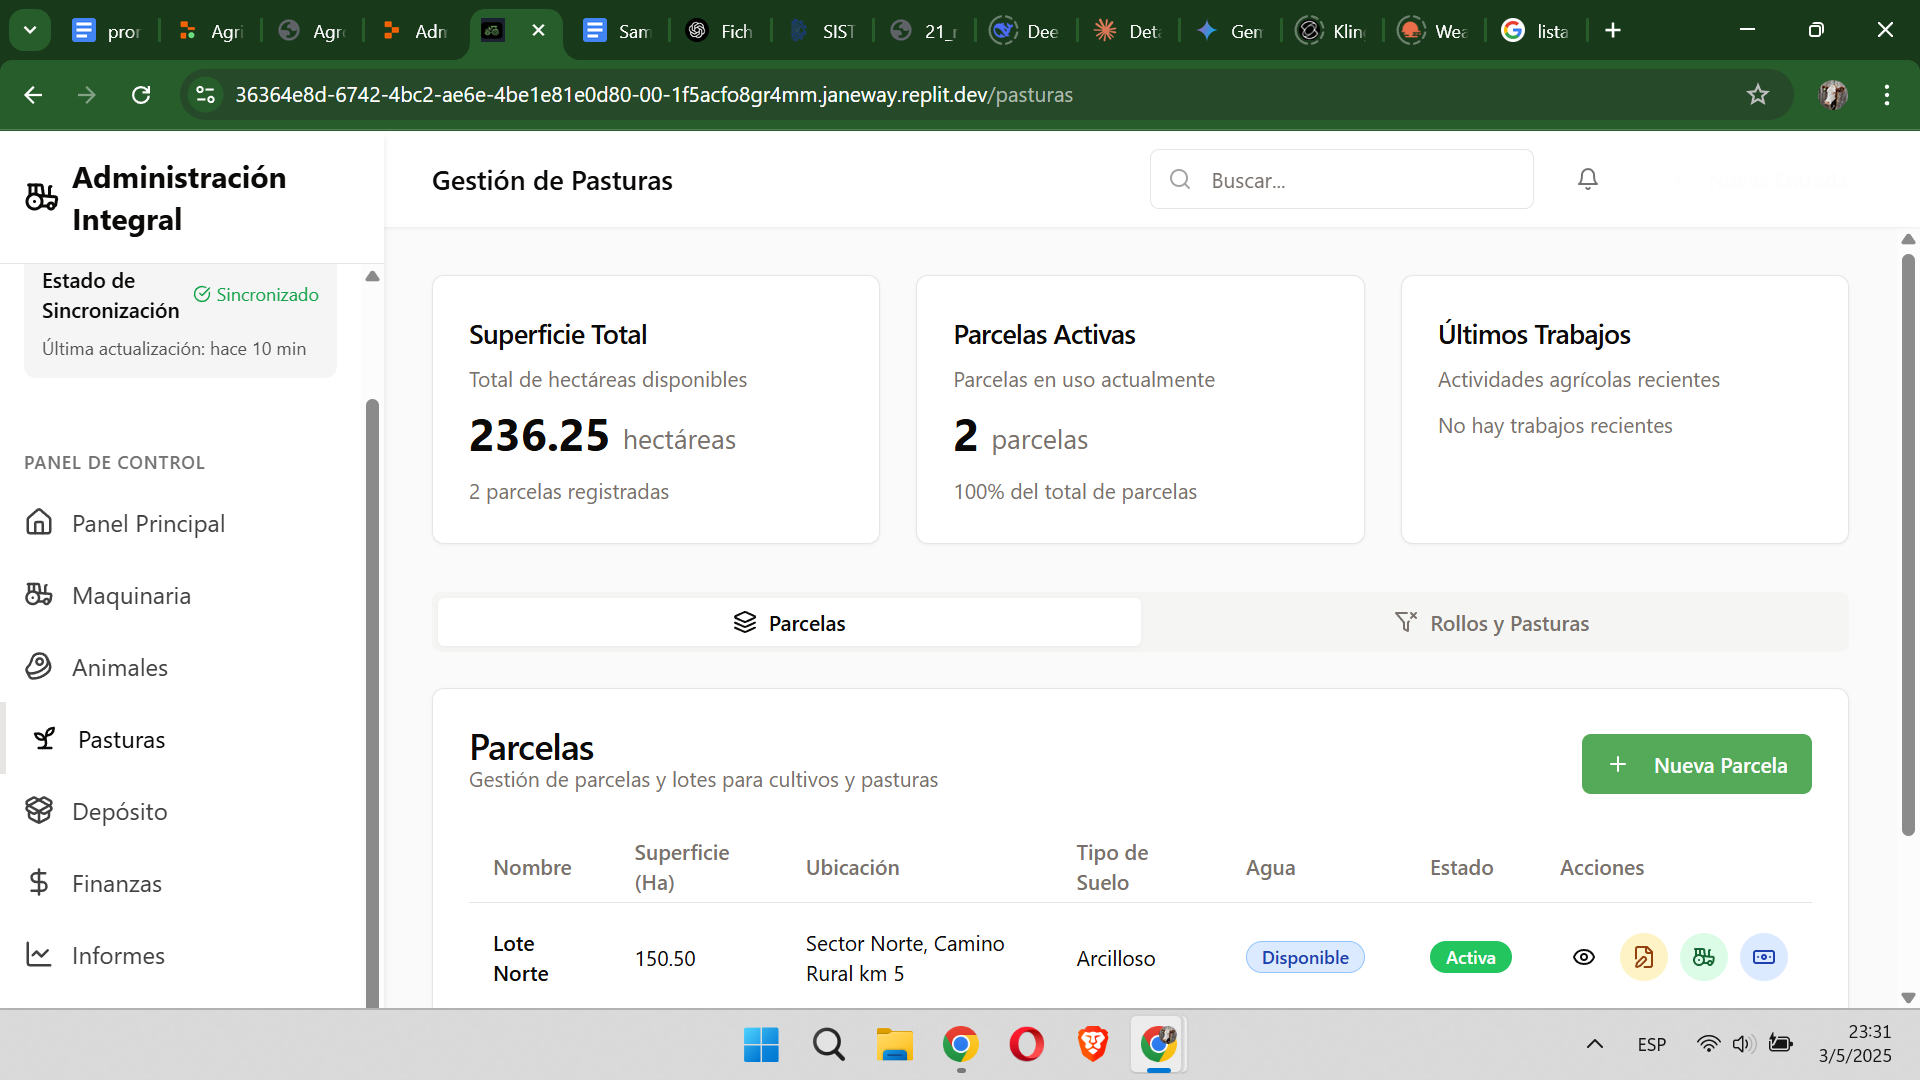 pror
Agri
Agr
Adn
Sam
Fich
SIST
21_r
Dee
Det
Gen
Klin
Wea
lista
36364e8d-6742-4bc2-ae6e-4be1e81e0d80-00-1f5acfo8gr4mm.janeway.replit.dev/pasturas
Administración
Integral
Gestión de Pasturas
Buscar...
Estado de
Sincronización
Sincronizado
Última actualización: hace 10 min
PANEL DE CONTROL
Panel Principal
Maquinaria
Animales
Pasturas
Depósito
Finanzas
Informes
Superficie Total
Total de hectáreas disponibles
236.25 hectáreas
2 parcelas registradas
Parcelas Activas
Parcelas en uso actualmente
2 parcelas
100% del total de parcelas
Últimos Trabajos
Actividades agrícolas recientes
No hay trabajos recientes
Parcelas
Rollos y Pasturas
Parcelas
Gestión de parcelas y lotes para cultivos y pasturas
+ Nueva Parcela
Nombre
Superficie
(Ha)
Ubicación
Tipo de
Suelo
Agua
Estado
Acciones
Lote
Norte
150.50
Sector Norte, Camino
Rural km 5
Arcilloso
Disponible
Activa
ESP
23:31
3/5/2025